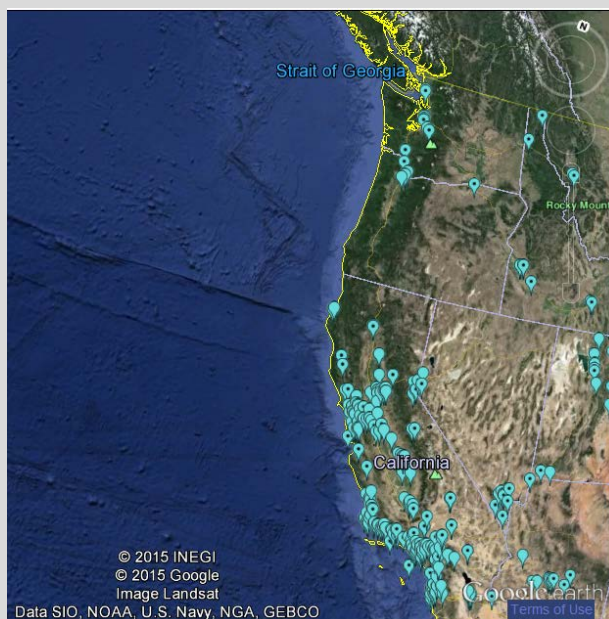 N
Strait of Georgia
Rocky Mount
California
© 2015 INEGI
© 2015 Google
Image Landsat
Data SIO, NOAA, U.S. Navy, NGA, GEBCO
Google earth
Terms of Use